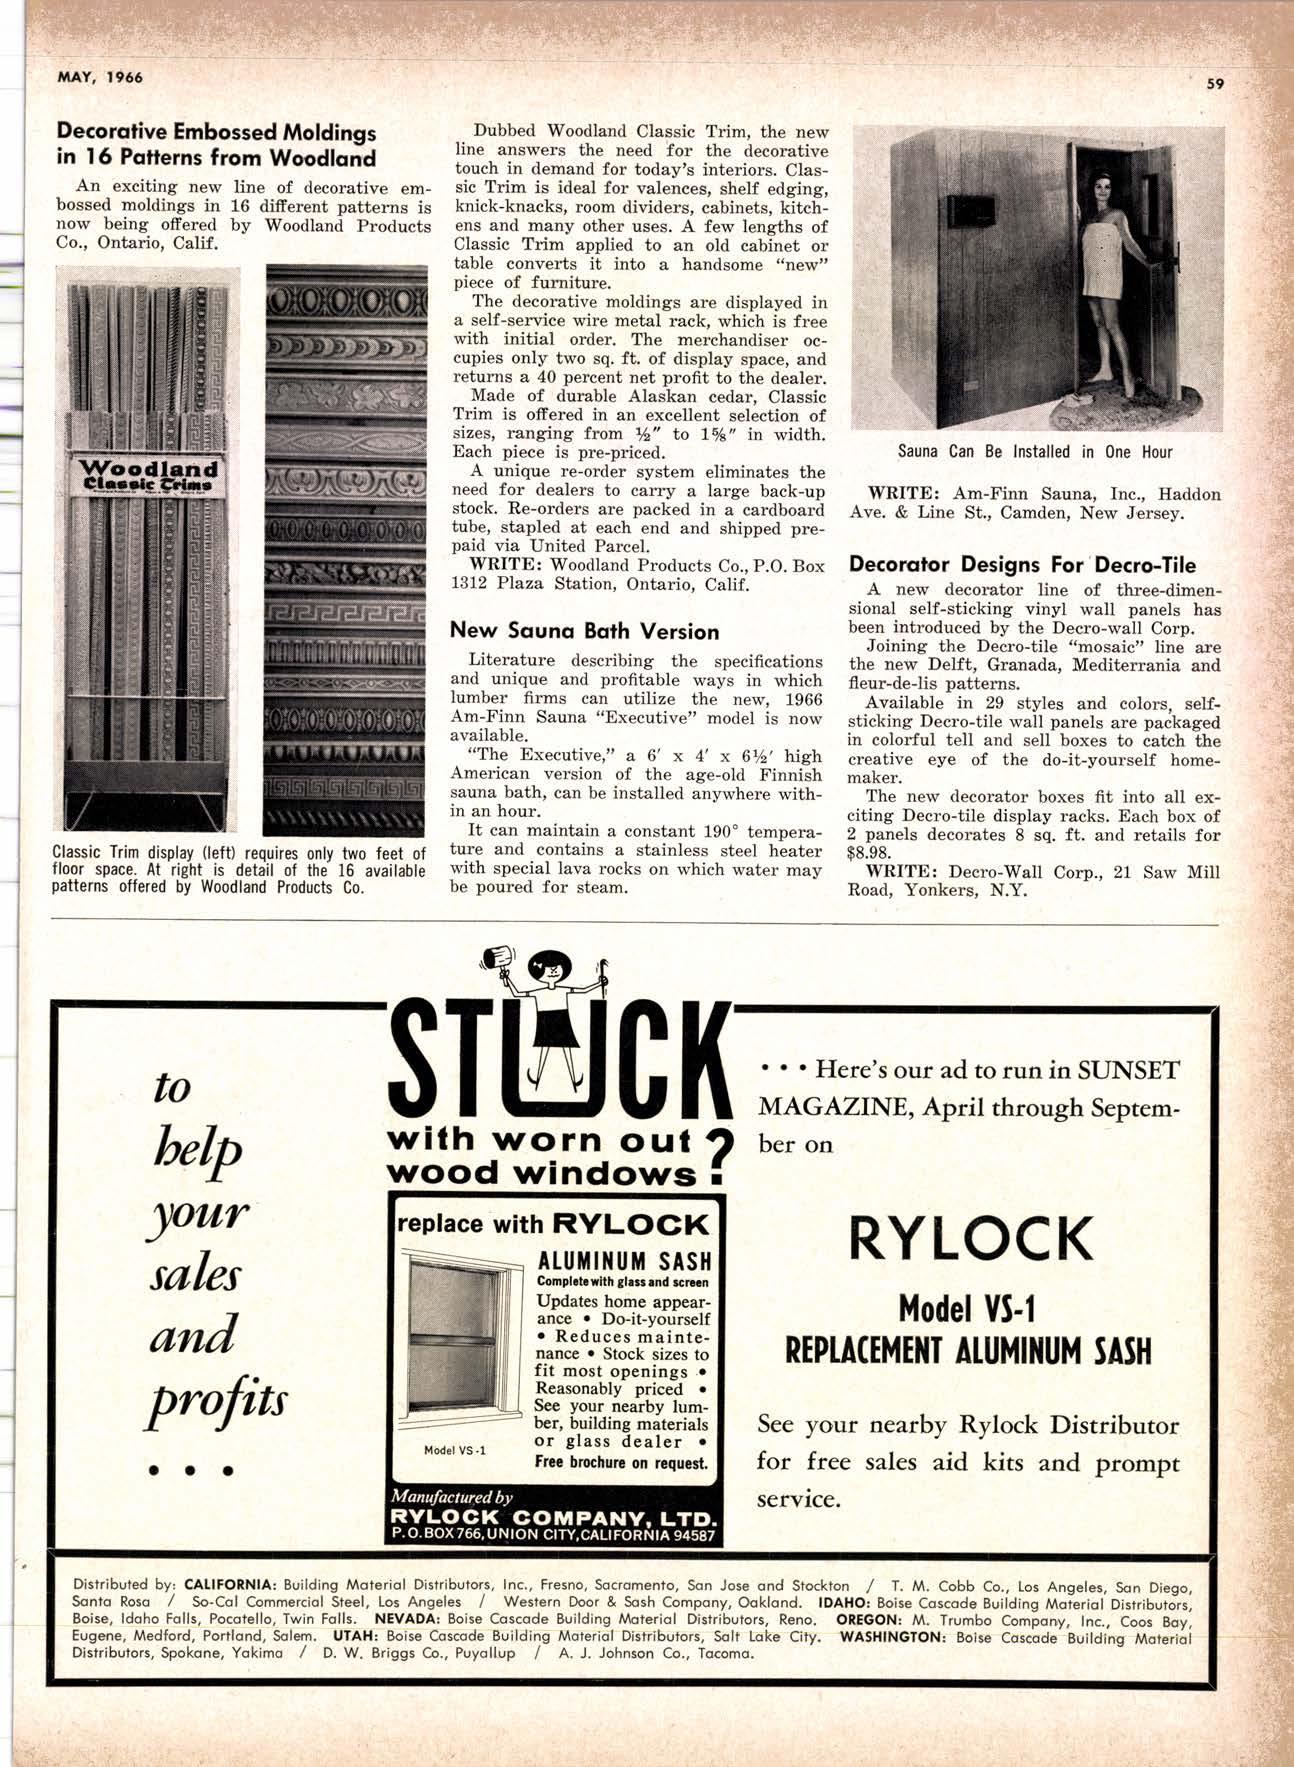 MAY, 1966
59
Decorative Embossed Moldings
in 16 Patterns from Woodland
An exciting new line of decorative em-
bossed moldings in 16 different patterns is
now being offered by Woodland Products
Co., Ontario, Calif.
Woodland
Classic Trims
Classic Trim display (left) requires only two feet of
floor space. At right is detail of the 16 available
patterns offered by Woodland Products Co.
Dubbed Woodland Classic Trim, the new
line answers the need for the decorative
touch in demand for today's interiors. Clas-
sic Trim is ideal for valences, shelf edging,
knick-knacks, room dividers, cabinets, kitch-
ens and many other uses. A few lengths of
Classic Trim applied to an old cabinet or
table converts it into a handsome "new"
piece of furniture.
The decorative moldings are displayed in
a self-service wire metal rack, which is free
with initial order. The merchandiser oc-
cupies only two sq. ft. of display space, and
returns a 40 percent net profit to the dealer.
Made of durable Alaskan cedar, Classic
Trim is offered in an excellent selection of
sizes, ranging from ½" to 1⅝" in width.
Each piece is pre-priced.
A unique re-order system eliminates the
need for dealers to carry a large back-up
stock. Re-orders are packed in a cardboard
tube, stapled at each end and shipped pre-
paid via United Parcel.
WRITE: Woodland Products Co., P.O. Box
1312 Plaza Station, Ontario, Calif.
New Sauna Bath Version
Literature describing the specifications
and unique and profitable ways in which
lumber firms can utilize the new, 1966
Am-Finn Sauna "Executive" model is now
available.
"The Executive," a 6' x 4' x 6½' high
American version of the age-old Finnish
sauna bath, can be installed anywhere with-
in an hour.
It can maintain a constant 190° tempera-
ture and contains a stainless steel heater
with special lava rocks on which water may
be poured for steam.
Sauna Can Be Installed in One Hour
WRITE: Am-Finn Sauna, Inc., Haddon
Ave. & Line St., Camden, New Jersey.
Decorator Designs For Decro-Tile
A new decorator line of three-dimen-
sional self-sticking vinyl wall panels has
been introduced by the Decro-wall Corp.
Joining the Decro-tile "mosaic" line are
the new Delft, Granada, Mediterrania and
fleur-de-lis patterns.
Available in 29 styles and colors, self-
sticking Decro-tile wall panels are packaged
in colorful tell and sell boxes to catch the
creative eye of the do-it-yourself home-
maker.
The new decorator boxes fit into all ex-
citing Decro-tile display racks. Each box of
2 panels decorates 8 sq. ft. and retails for
$8.98.
WRITE: Decro-Wall Corp., 21 Saw Mill
Road, Yonkers, N.Y.
to
help
your
sales
and
profits
• • •
STUCK
with worn out
wood windows?
replace with RYLOCK
ALUMINUM SASH
Complete with glass and screen
Updates home appear-
ance • Do-it-yourself
• Reduces mainte-
nance • Stock sizes to
fit most openings •
Reasonably priced •
See your nearby lum-
ber, building materials
or glass dealer •
Free brochure on request.
Model VS-1
Manufactured by
RYLOCK COMPANY, LTD.
P.O. BOX 766, UNION CITY, CALIFORNIA 94587
• • • Here's our ad to run in SUNSET
MAGAZINE, April through Septem-
ber on
RYLOCK
Model VS-1
REPLACEMENT ALUMINUM SASH
See your nearby Rylock Distributor
for free sales aid kits and prompt
service.
Distributed by: CALIFORNIA: Building Material Distributors, Inc., Fresno, Sacramento, San Jose and Stockton / T. M. Cobb Co., Los Angeles, San Diego,
Santa Rosa / So-Cal Commercial Steel, Los Angeles / Western Door & Sash Company, Oakland. IDAHO: Boise Cascade Building Material Distributors,
Boise, Idaho Falls, Pocatello, Twin Falls. NEVADA: Boise Cascade Building Material Distributors, Reno. OREGON: M. Trumbo Company, Inc., Coos Bay,
Eugene, Medford, Portland, Salem. UTAH: Boise Cascade Building Material Distributors, Salt Lake City. WASHINGTON: Boise Cascade Building Material
Distributors, Spokane, Yakima / D. W. Briggs Co., Puyallup / A. J. Johnson Co., Tacoma.